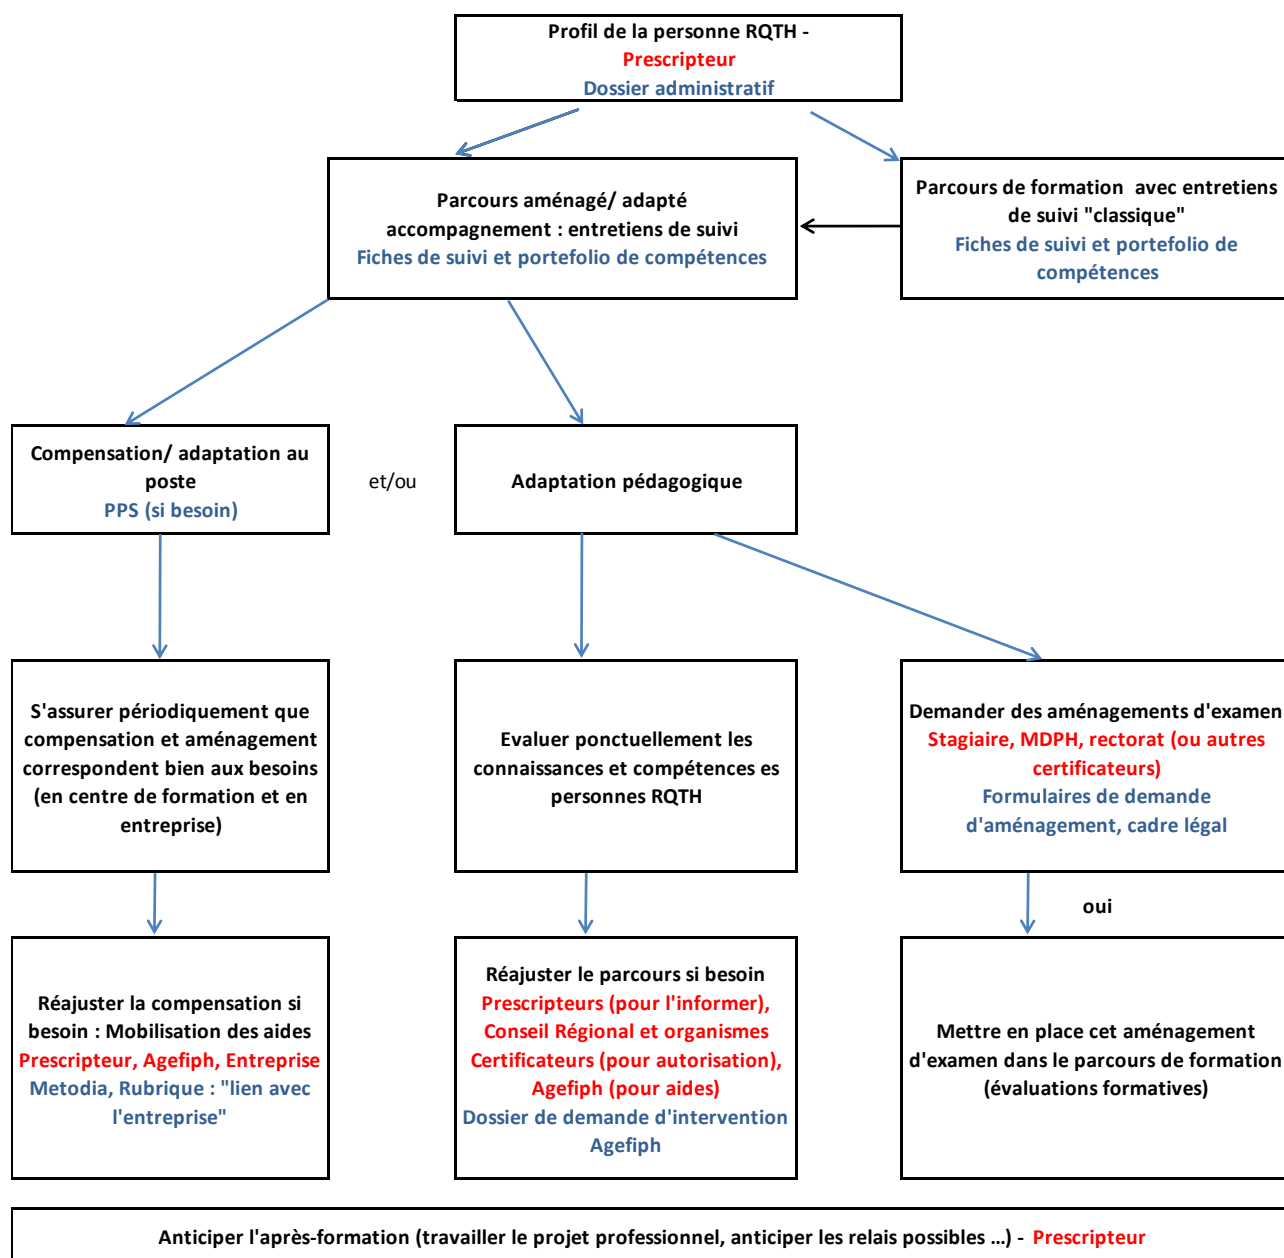 Profil de la personne RQTH -
Prescripteur
Dossier administratif
Parcours aménagé/ adapté
accompagnement : entretiens de suivi
Fiches de suivi et portefolio de compétences
Parcours de formation  avec entretiens
de suivi "classique"
Fiches de suivi et portefolio de
compétences
Compensation/ adaptation au
poste
PPS (si besoin)
et/ou
Adaptation pédagogique
S'assurer périodiquement que
compensation et aménagement
correspondent bien aux besoins
(en centre de formation et en
entreprise)
Evaluer ponctuellement les
connaissances et compétences es
personnes RQTH
Demander des aménagements d'examen
Stagiaire, MDPH, rectorat (ou autres
certificateurs)
Formulaires de demande
d'aménagement, cadre légal
oui
Réajuster la compensation si
besoin : Mobilisation des aides
Prescripteur, Agefiph, Entreprise
Metodia, Rubrique : "lien avec
l'entreprise"
Réajuster le parcours si besoin
Prescripteurs (pour l'informer),
Conseil Régional et organismes
Certificateurs (pour autorisation),
Agefiph (pour aides)
Dossier de demande d'intervention
Agefiph
Mettre en place cet aménagement
d'examen dans le parcours de formation
(évaluations formatives)
Anticiper l'après-formation (travailler le projet professionnel, anticiper les relais possibles …) - Prescripteur